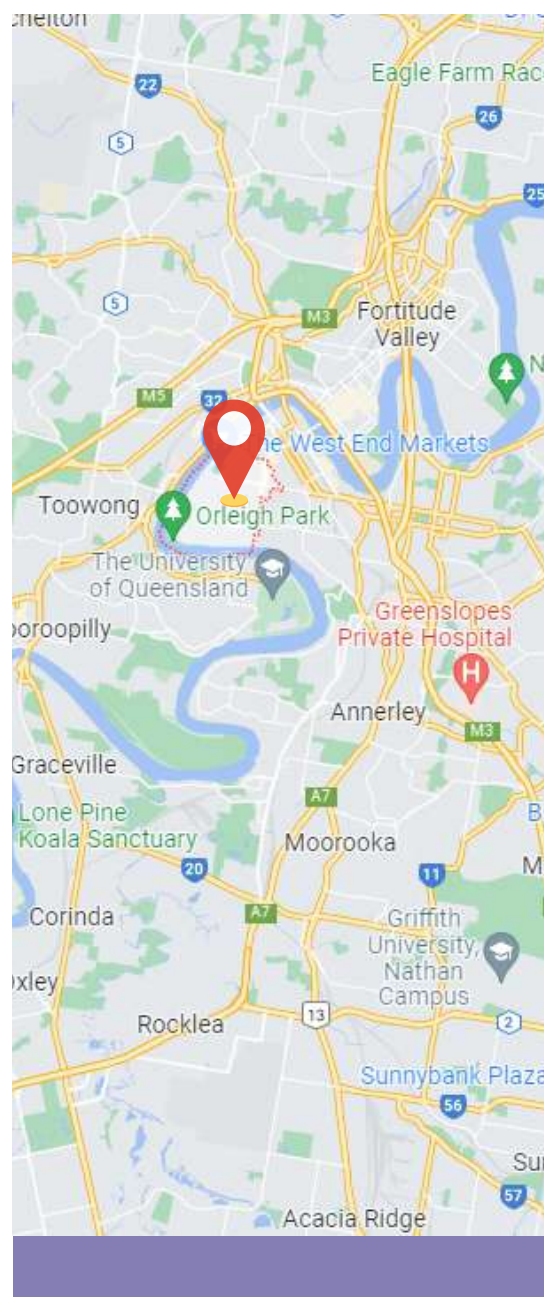 22
Eagle Farm
26
5
25
5
M3
Fortitude
Valley
M5
32
West End Markets
Toowong
Orleigh Park
The University
of Queensland
Greenslopes
Private Hospital
H
Annerley
M3
Graceville
A7
Lone Pine
Koala Sanctuary
Moorooka
20
11
Corinda
A7
Griffith
University,
Nathan
Campus
13
Rocklea
2
Sunnybank Plaza
56
57
Acacia Ridge